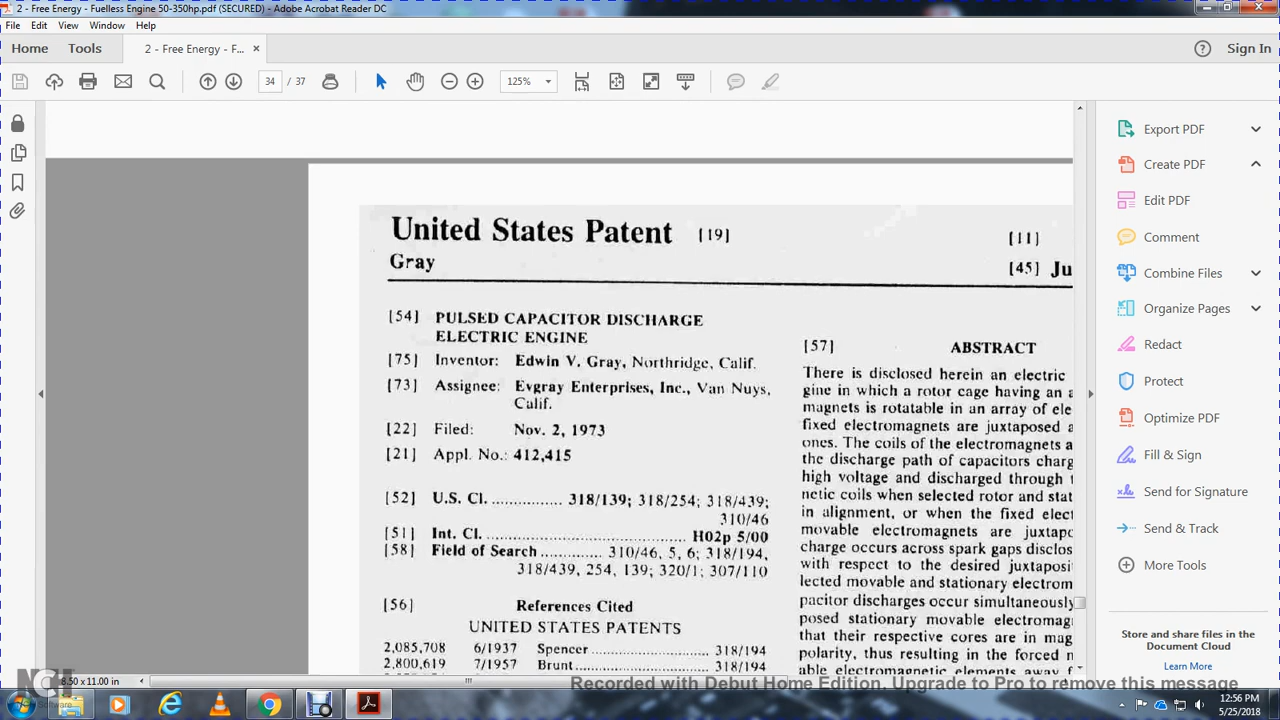 2 - Free Energy - Fuelless Engine 50-350hp.pdf (SECURED) - Adobe Acrobat Reader DC
File Edit View Window Help
Home Tools 2 - Free Energy - F... × Sign In
34 / 37 125%
Export PDF
Create PDF
Edit PDF
Comment
Combine Files
Organize Pages
Redact
Protect
Optimize PDF
Fill & Sign
Send for Signature
Send & Track
More Tools
Store and share files in the
Document Cloud
Learn More
United States Patent [19]
Gray
[11]
[45] Ju
[54] PULSED CAPACITOR DISCHARGE
ELECTRIC ENGINE
[75] Inventor: Edwin V. Gray, Northridge, Calif.
[73] Assignee: Evgray Enterprises, Inc., Van Nuys,
Calif.
[22] Filed: Nov. 2, 1973
[21] Appl. No.: 412,415
[52] U.S. Cl. .............. 318/139; 318/254; 318/439;
310/46
[51] Int. Cl. ....................................... H02p 5/00
[58] Field of Search ............ 310/46, 5, 6; 318/194,
318/439, 254, 139; 320/1; 307/110
[56] References Cited
UNITED STATES PATENTS
2,085,708 6/1937 Spencer ............................ 318/194
2,800,619 7/1957 Brunt ................................ 318/194
[57] ABSTRACT
There is disclosed herein an electric
gine in which a rotor cage having an a
magnets is rotatable in an array of ele
fixed electromagnets are juxtaposed a
ones. The coils of the electromagnets a
the discharge path of capacitors charg
high voltage and discharged through t
netic coils when selected rotor and stat
in alignment, or when the fixed elect
movable electromagnets are juxtapo
charge occurs across spark gaps disclos
with respect to the desired juxtaposit
lected movable and stationary electrom
pacitor discharges occur simultaneously
posed stationary movable electromag
that their respective cores are in mag
polarity, thus resulting in the forced m
able electromagnetic elements away f
8.50 x 11.00 in
NCH
Software
Recorded with Debut Home Edition. Upgrade to Pro to remove this message
12:56 PM
5/25/2018